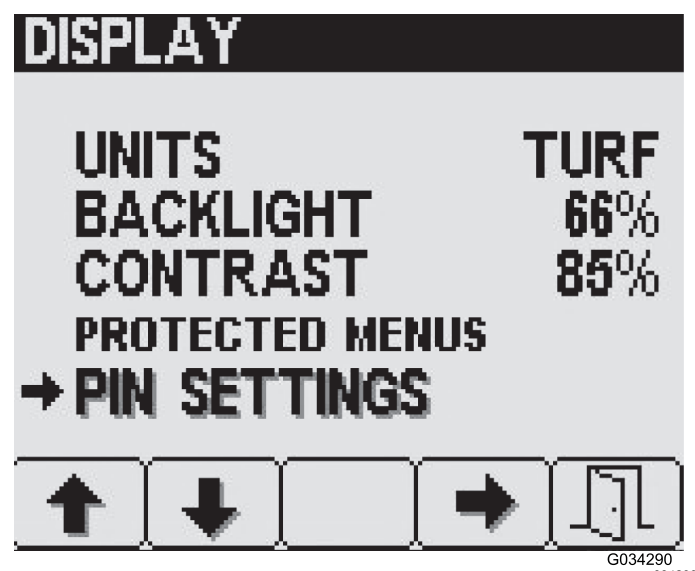 DISPLAY
UNITS TURF
BACKLIGHT 66%
CONTRAST 85%
PROTECTED MENUS
PIN SETTINGS
G034290